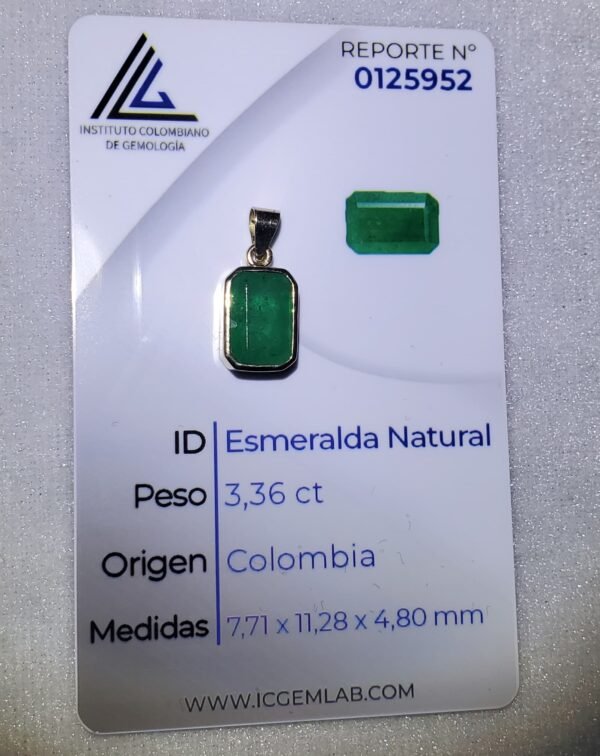 INSTITUTO COLOMBIANO
DE GEMOLOGÍA
REPORTE Nº
0125952
ID Esmeralda Natural
Peso 3,36 ct
Origen Colombia
Medidas 7,71 x 11,28 x 4,80 mm
WWW.ICGEMLAB.COM